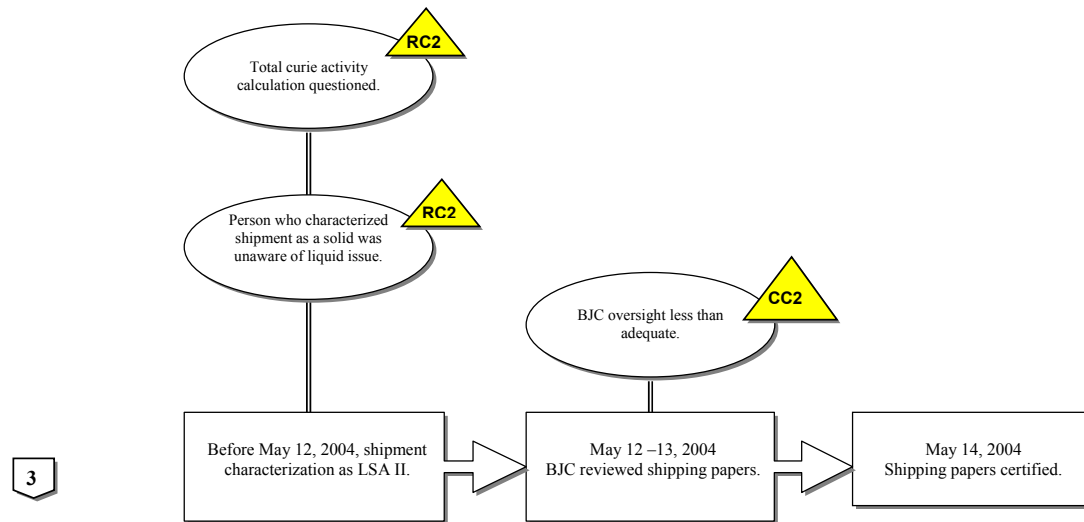 RC2
Total curie activity
calculation questioned.
RC2
Person who characterized
shipment as a solid was
unaware of liquid issue.
CC2
BJC oversight less than
adequate.
Before May 12, 2004, shipment
characterization as LSA II.
May 12 –13, 2004
BJC reviewed shipping papers.
May 14, 2004
Shipping papers certified.
3